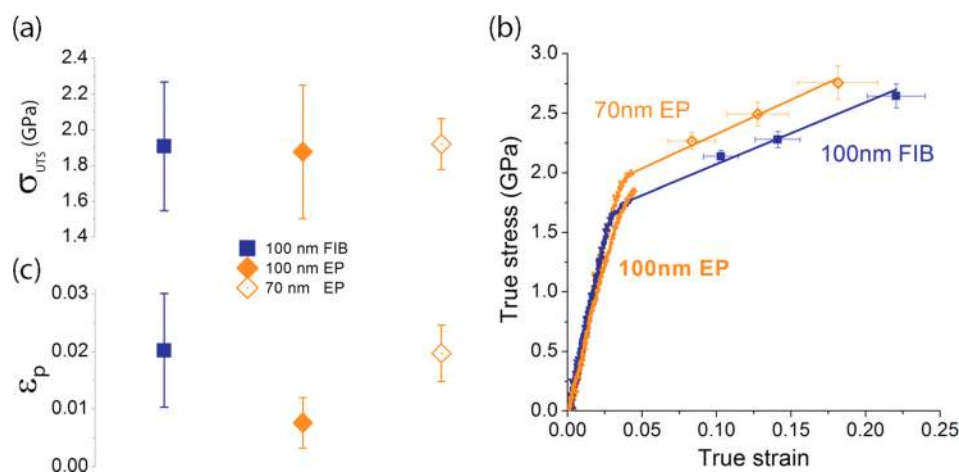 (a)
2.4
2.2
2.0
1.8
1.6
1.4
σUTS (GPa)
100 nm FIB
100 nm EP
70 nm EP
(c)
0.03
0.02
0.01
0.00
εp
(b)
3.0
2.5
2.0
1.5
1.0
0.5
0.0
True stress (GPa)
70nm EP
100nm FIB
100nm EP
0.00 0.05 0.10 0.15 0.20 0.25
True strain